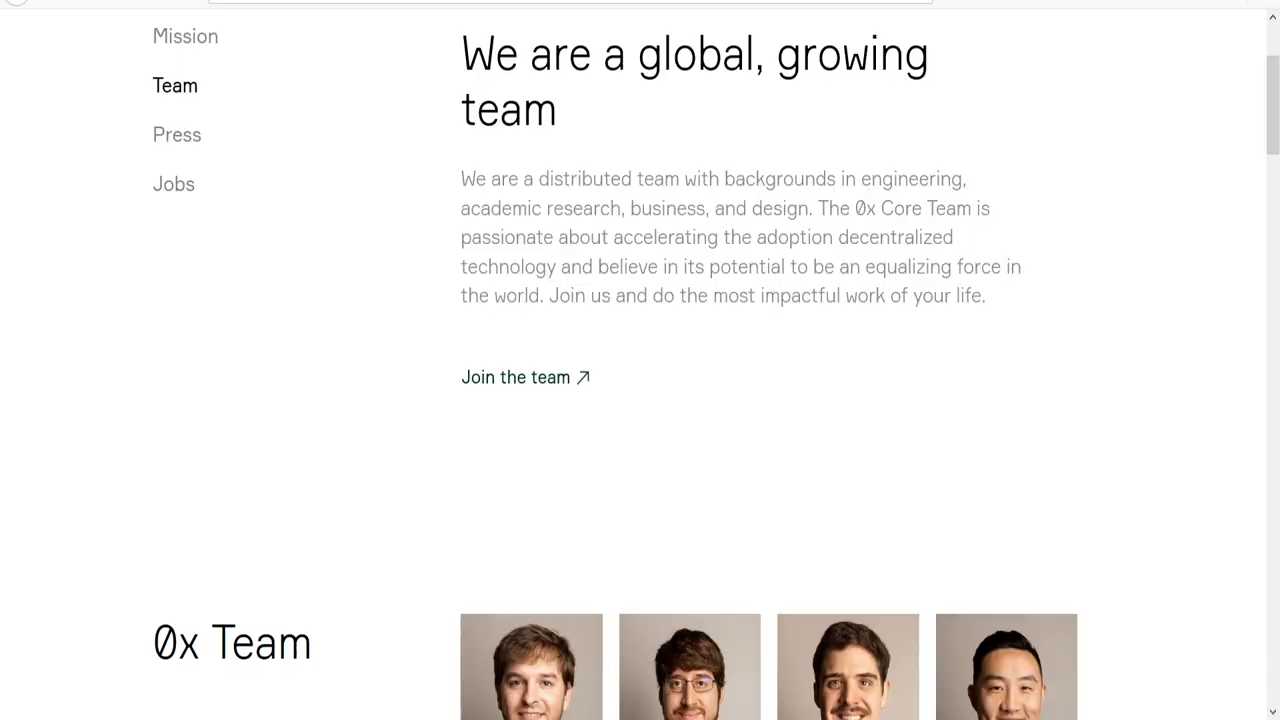 Mission
Team
Press
Jobs
We are a global, growing
team
We are a distributed team with backgrounds in engineering,
academic research, business, and design. The 0x Core Team is
passionate about accelerating the adoption decentralized
technology and believe in its potential to be an equalizing force in
the world. Join us and do the most impactful work of your life.
Join the team ↗
0x Team